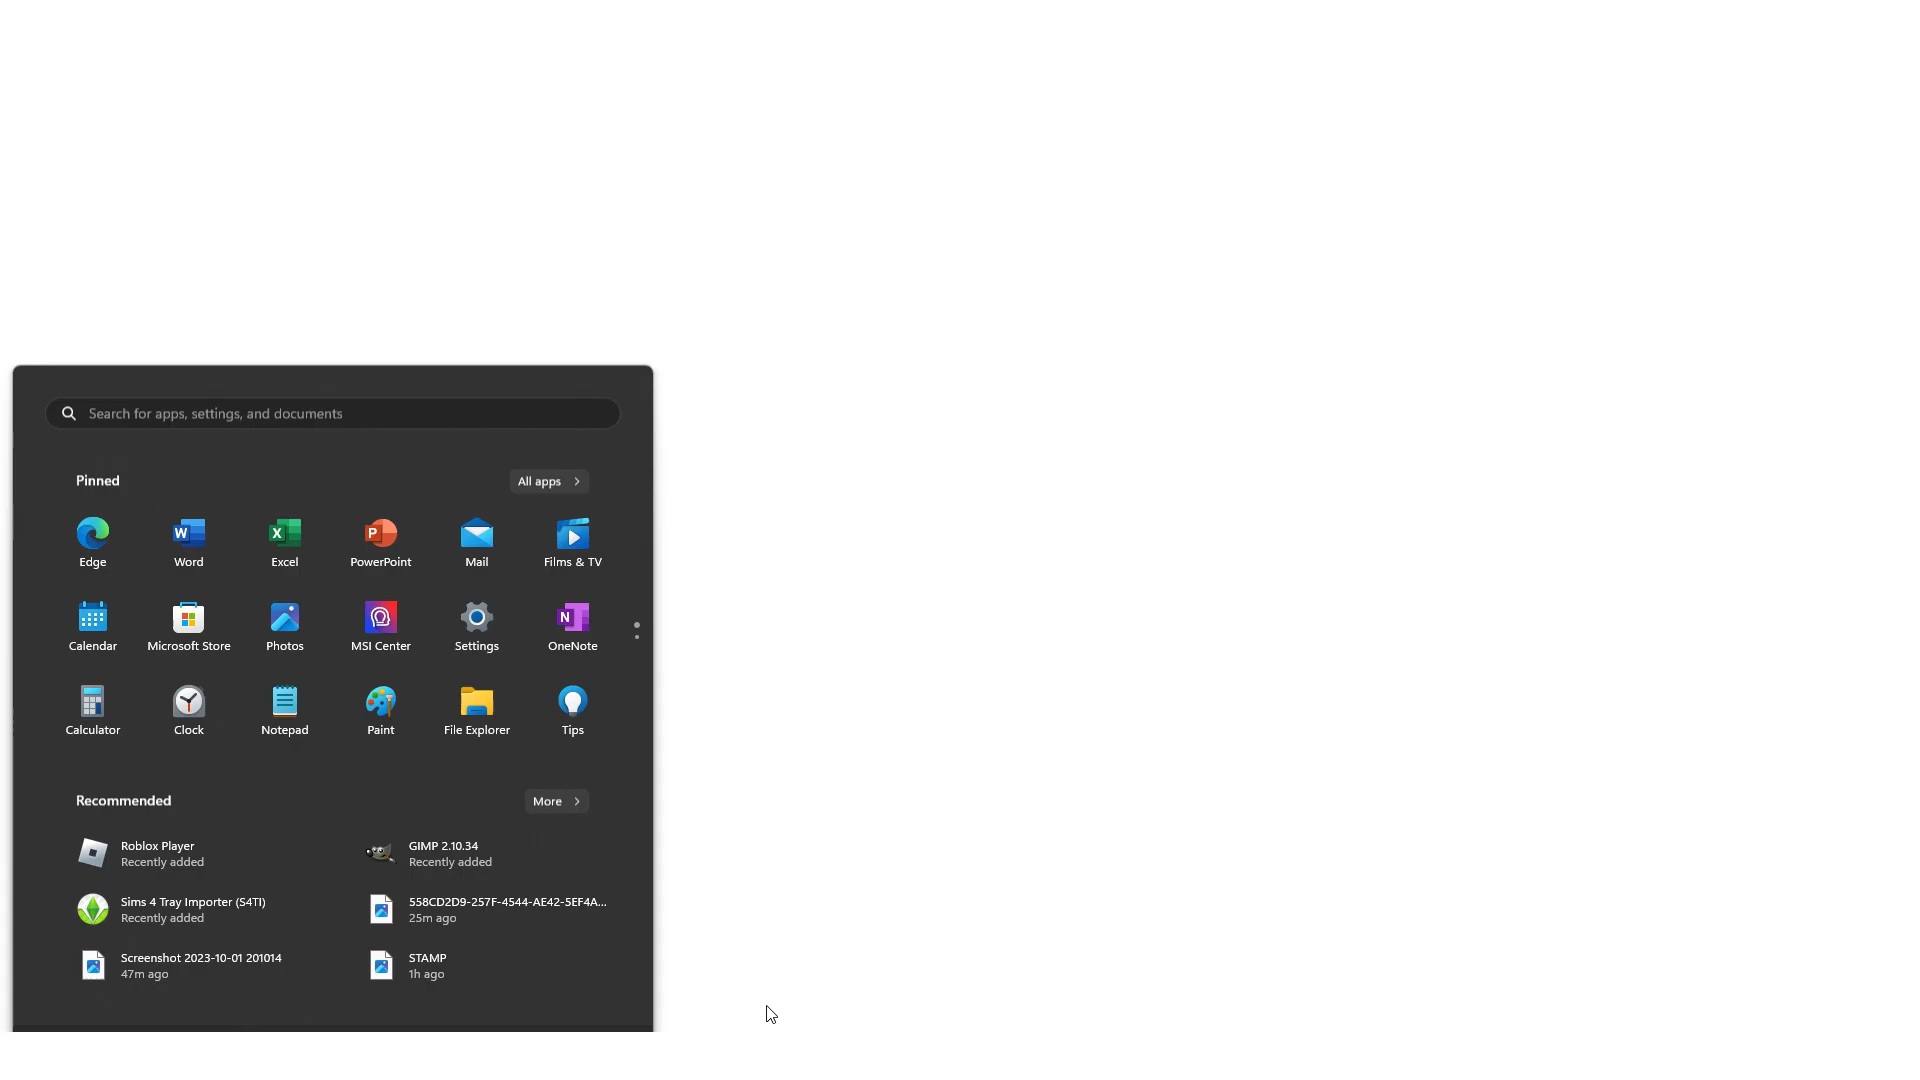 Search for apps, settings, and documents
Pinned
All apps
Edge
Word
Excel
PowerPoint
Mail
Films & TV
Calendar
Microsoft Store
Photos
MSI Center
Settings
OneNote
Calculator
Clock
Notepad
Paint
File Explorer
Tips
Recommended
More
Roblox Player
Recently added
GIMP 2.10.34
Recently added
Sims 4 Tray Importer (S4TI)
Recently added
558CD2D9-257F-4544-AE42-5EF4A...
25m ago
Screenshot 2023-10-01 201014
47m ago
STAMP
1h ago